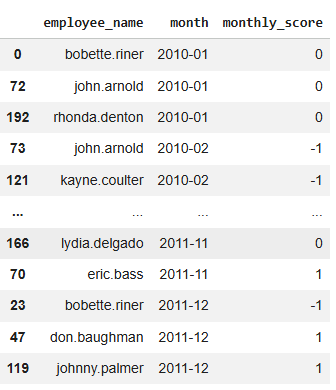 employee_name month monthly_score
0 bobette.riner 2010-01 0
72 john.arnold 2010-01 0
192 rhonda.denton 2010-01 0
73 john.arnold 2010-02 -1
121 kayne.coulter 2010-02 -1
... ... ... ...
166 lydia.delgado 2011-11 0
70 eric.bass 2011-11 1
23 bobette.riner 2011-12 -1
47 don.baughman 2011-12 1
119 johnny.palmer 2011-12 1